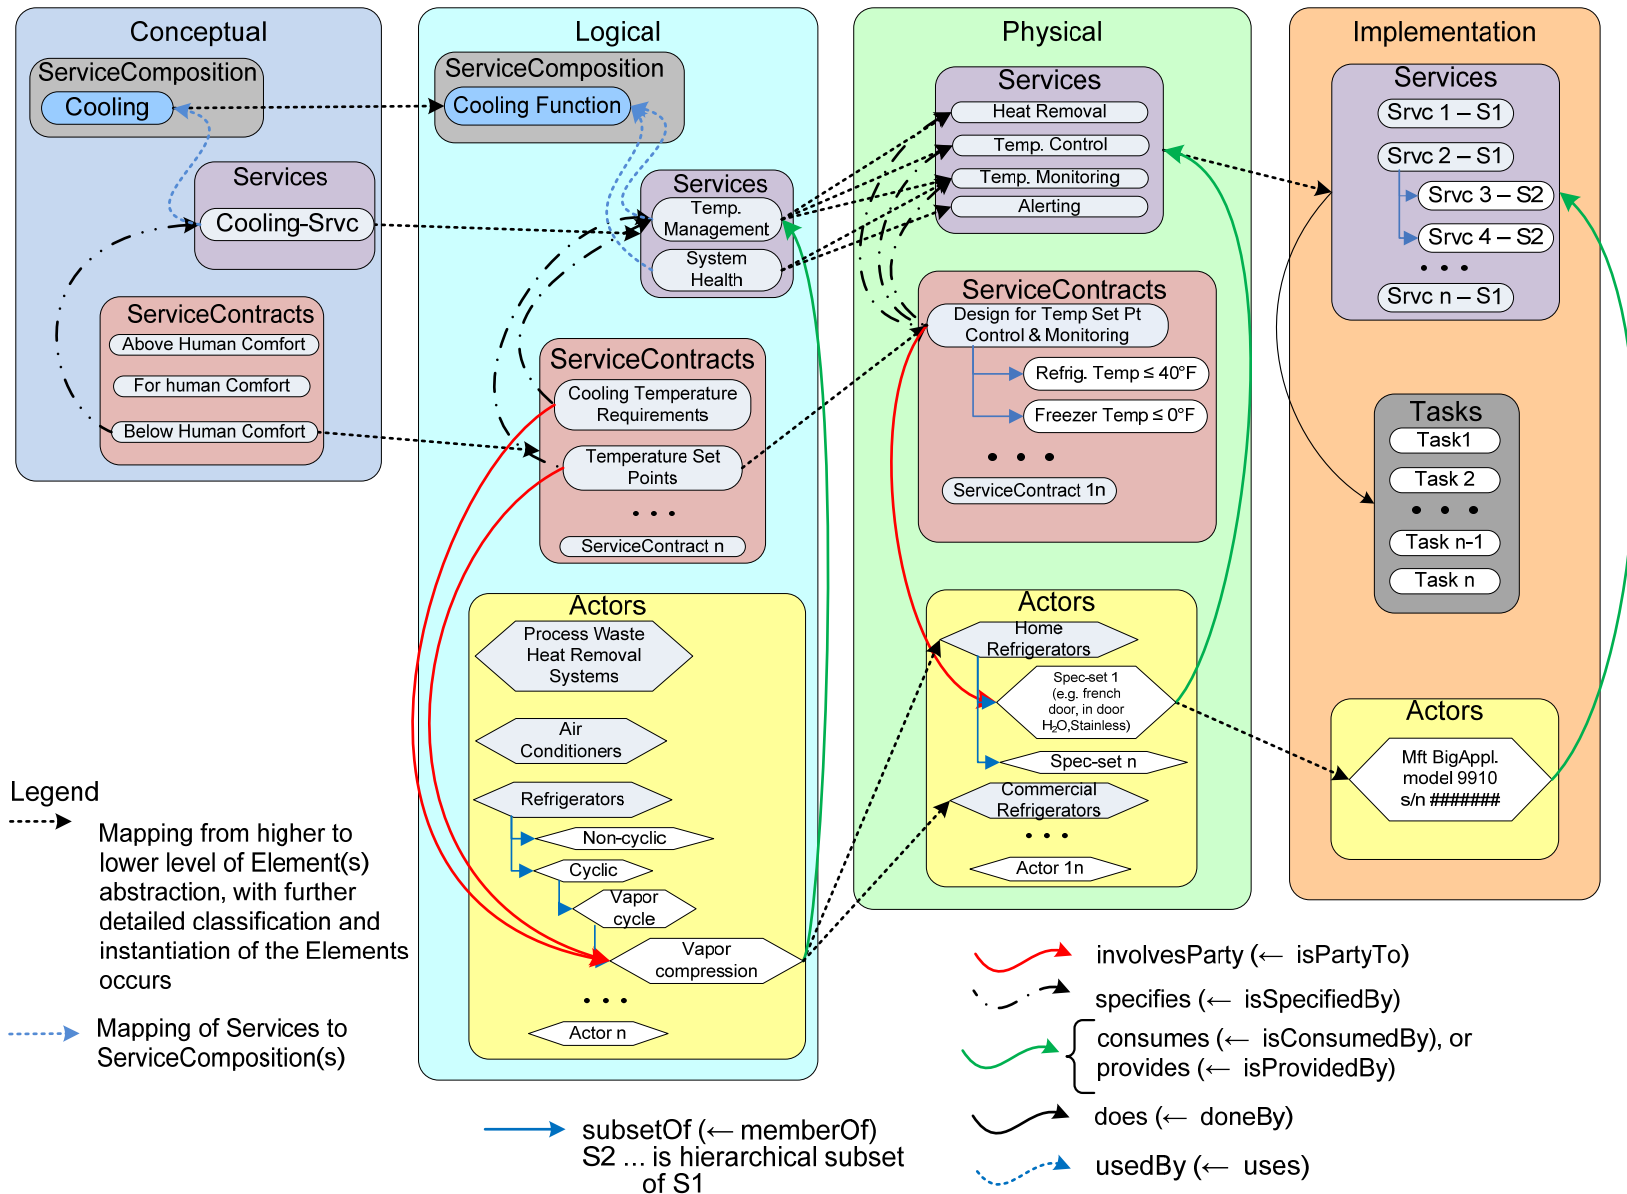 Conceptual
ServiceComposition
Cooling
Services
Cooling-Srvc
ServiceContracts
Above Human Comfort
For human Comfort
Below Human Comfort
Logical
ServiceComposition
Cooling Function
Services
Temp.
Management
System
Health
ServiceContracts
Cooling Temperature
Requirements
Temperature Set
Points
• • •
ServiceContract n
Actors
Process Waste
Heat Removal
Systems
Air
Conditioners
Refrigerators
Non-cyclic
Cyclic
Vapor
cycle
Vapor
compression
• • •
Actor n
Physical
Services
Heat Removal
Temp. Control
Temp. Monitoring
Alerting
ServiceContracts
Design for Temp Set Pt
Control & Monitoring
Refrig. Temp ≤ 40°F
Freezer Temp ≤ 0°F
• • •
ServiceContract 1n
Actors
Home
Refrigerators
Spec-set 1
(e.g. french
door, in door
H₂O,Stainless)
Spec-set n
Commercial
Refrigerators
• • •
Actor 1n
Implementation
Services
Srvc 1 – S1
Srvc 2 – S1
Srvc 3 – S2
Srvc 4 – S2
• • •
Srvc n – S1
Tasks
Task1
Task 2
• • •
Task n-1
Task n
Actors
Mft BigAppl.
model 9910
s/n #######
Legend
Mapping from higher to
lower level of Element(s)
abstraction, with further
detailed classification and
instantiation of the Elements
occurs
Mapping of Services to
ServiceComposition(s)
subsetOf (← memberOf)
S2 ... is hierarchical subset
of S1
involvesParty (← isPartyTo)
specifies (← isSpecifiedBy)
consumes (← isConsumedBy), or
provides (← isProvidedBy)
does (← doneBy)
usedBy (← uses)